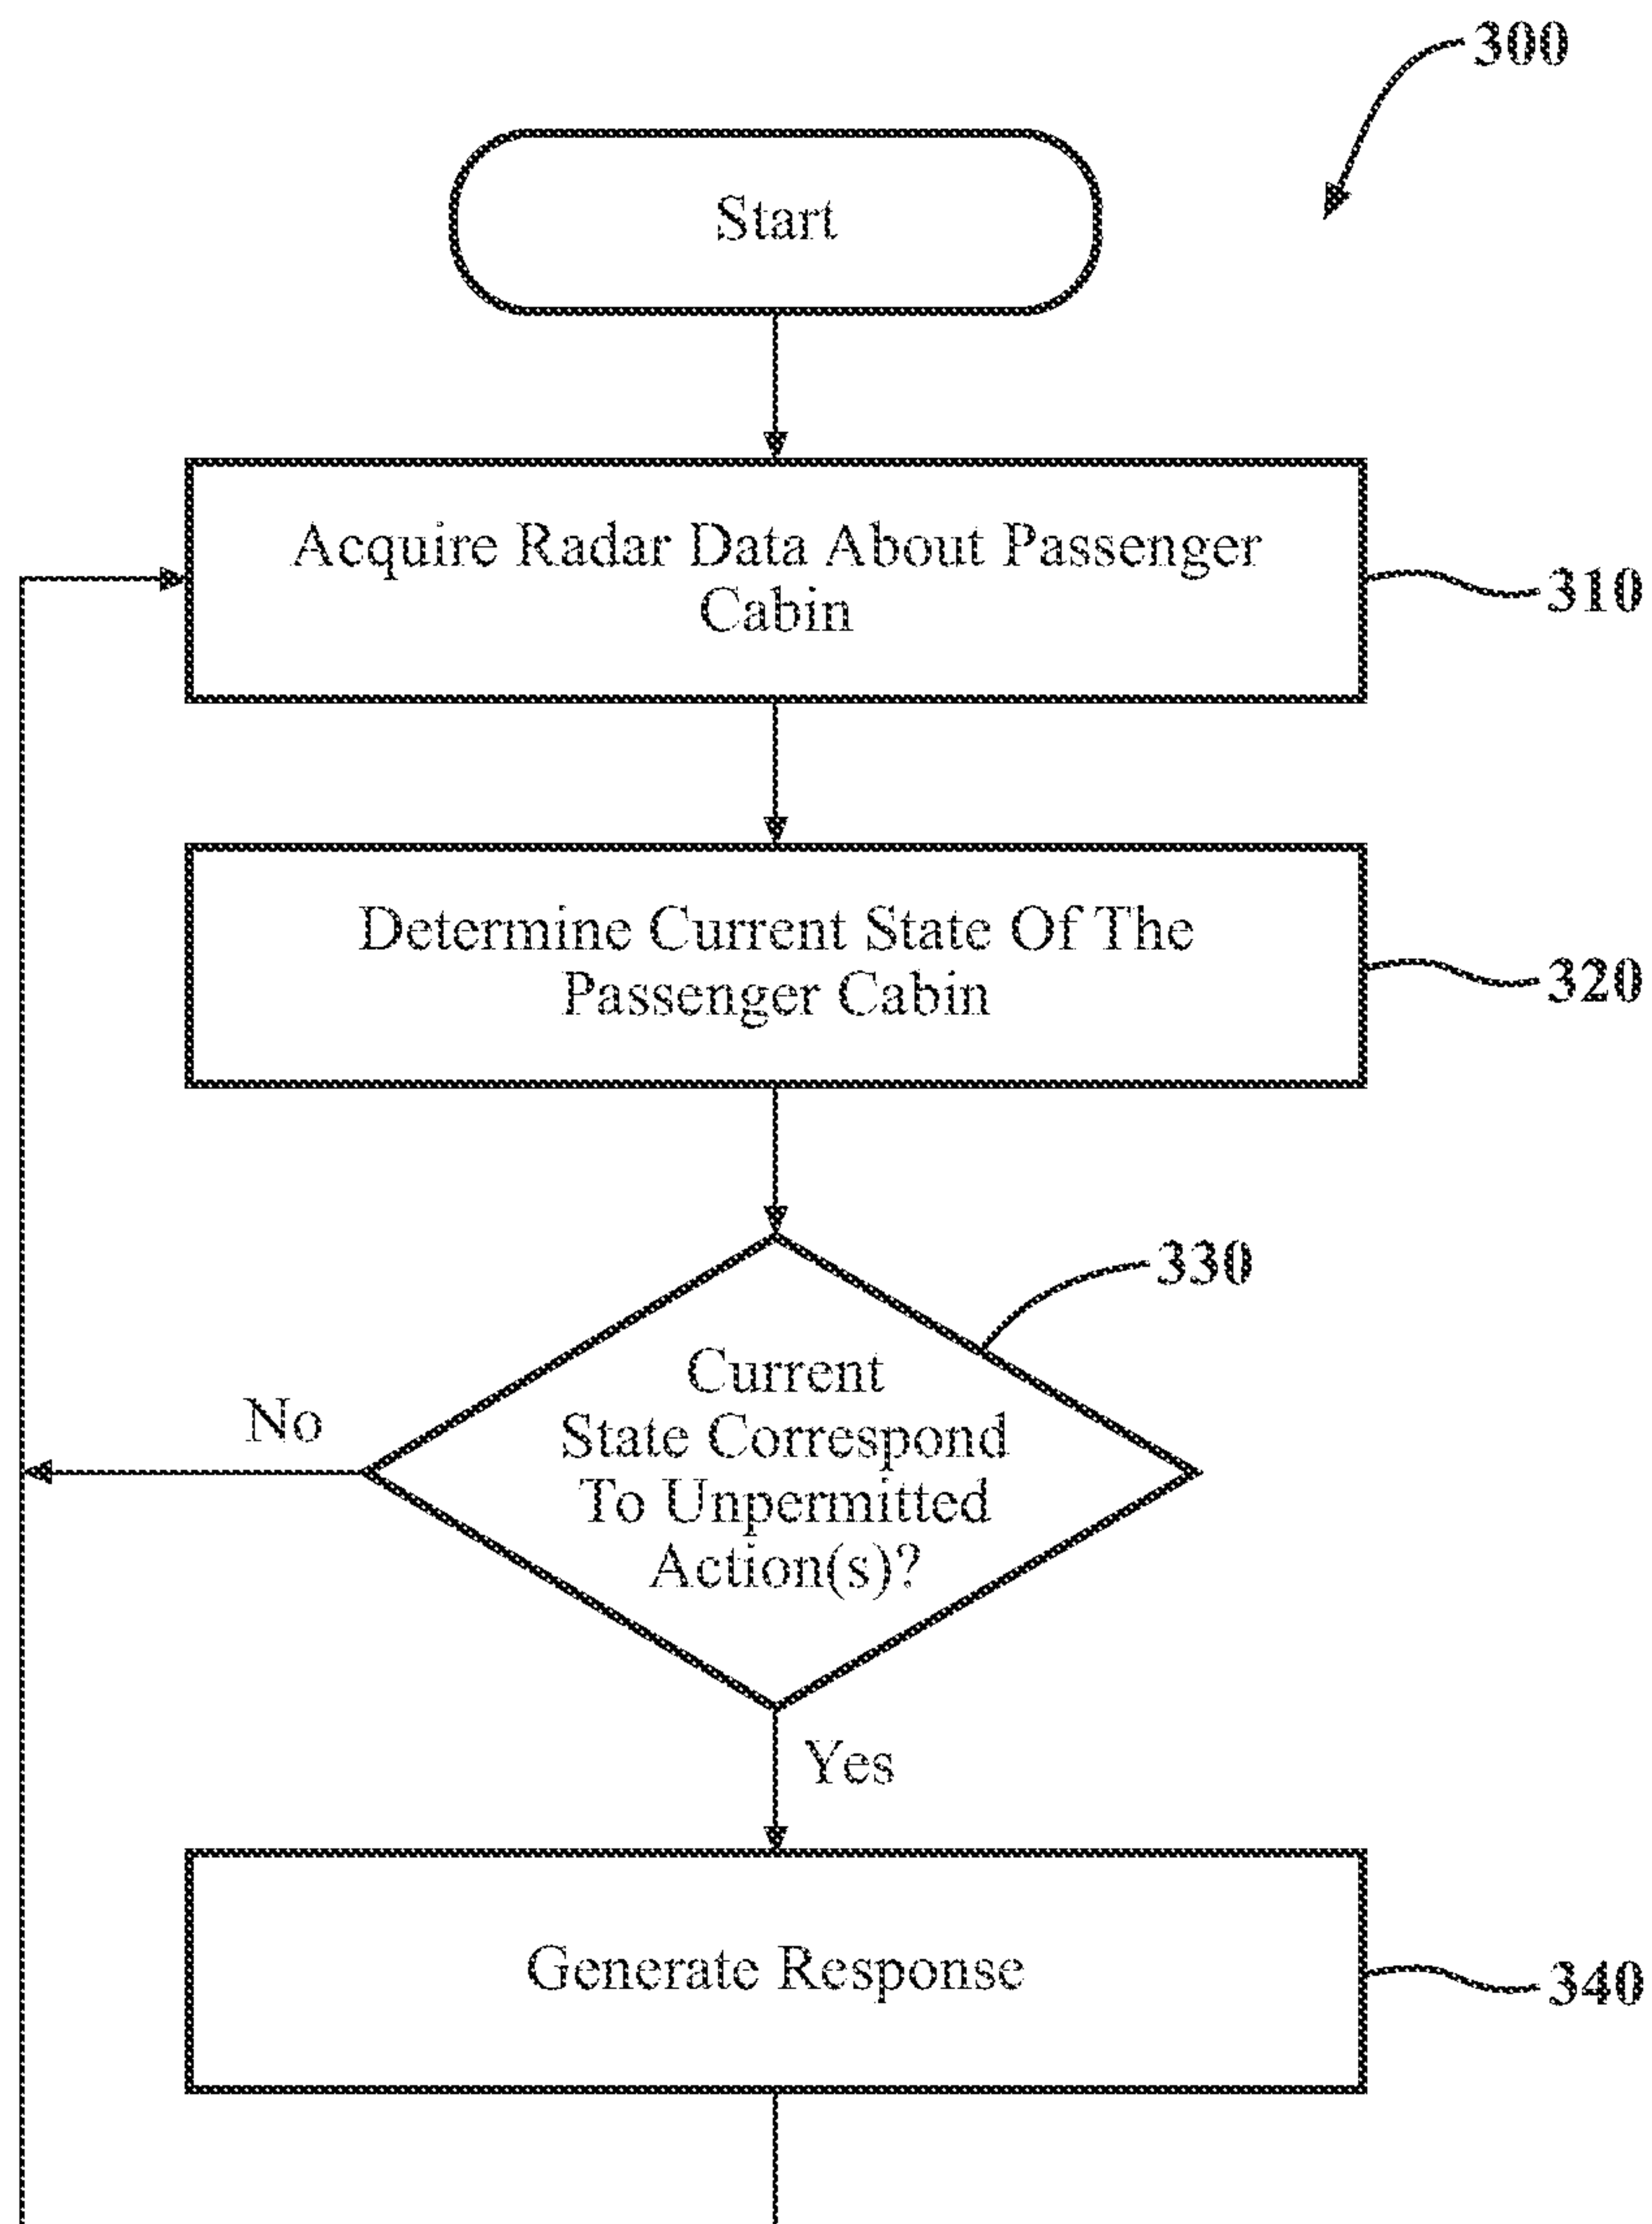 300
Start
Acquire Radar Data About Passenger
Cabin
310
Determine Current State Of The
Passenger Cabin
320
330
Current
State Correspond
To Unpermitted
Action(s)?
No
Yes
Generate Response
340